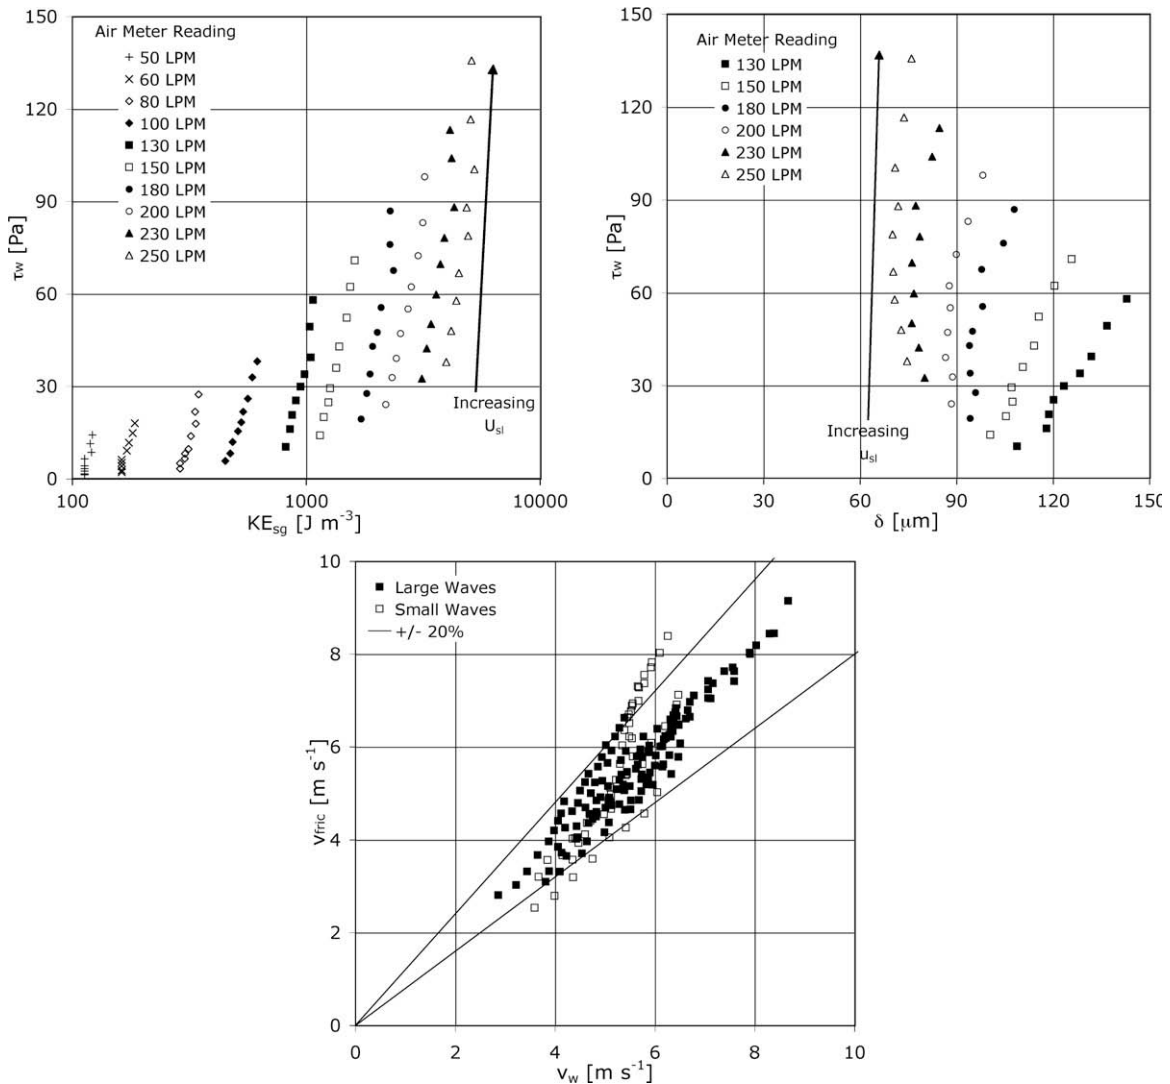 150
120
90
60
30
0
τw [Pa]
Air Meter Reading
50 LPM
60 LPM
80 LPM
100 LPM
130 LPM
150 LPM
180 LPM
200 LPM
230 LPM
250 LPM
Increasing
Usl
100 1000 10000
KEsg [J m-3]
150
120
90
60
30
0
τw [Pa]
Air Meter Reading
130 LPM
150 LPM
180 LPM
200 LPM
230 LPM
250 LPM
Increasing
usl
0 30 60 90 120 150
δ [μm]
10
8
6
4
2
0
vfric [m s-1]
Large Waves
Small Waves
+/- 20%
0 2 4 6 8 10
vw [m s-1]